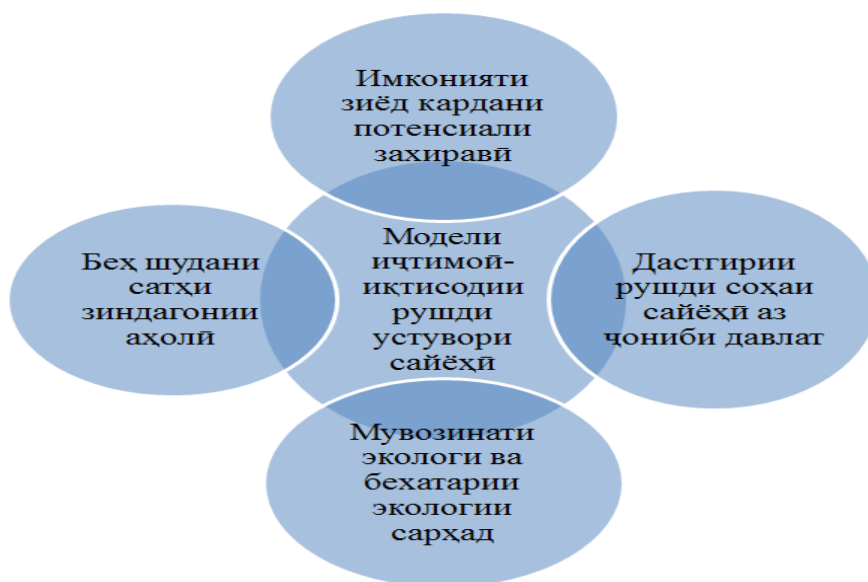 Имконияти
зиёд кардани
потенсиали
захиравӣ
Беҳ шудани
сатҳи
зиндагонии
аҳолӣ
Модели
иҷтимоӣ-
иқтисодии
рушди
устувори
сайёҳӣ
Дастгирии
рушди соҳаи
сайёҳӣ аз
ҷониби давлат
Мувозинати
экологи ва
бехатарии
экологии
сарҳад